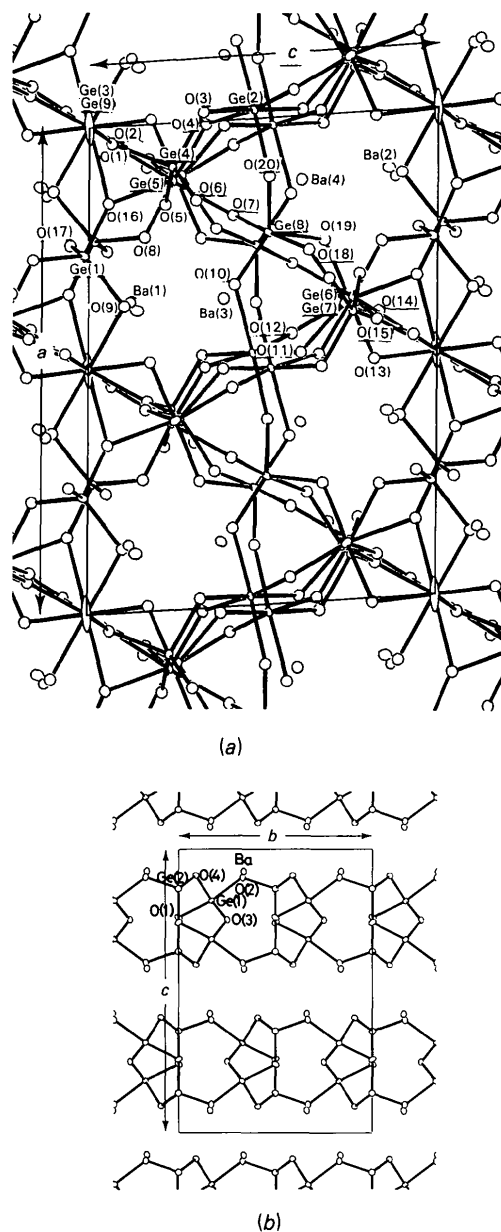 c
Ge(3)
Ge(9)
O(3) Ge(2)
O(2)
O(1)
O(4)
Ge(4)
O(20)
Ba(2)
Ge(5)
O(6)
Ba(4)
O(16)
O(5)
O(7)
O(17)
O(8)
Ge(8) O(19)
O(18)
Ge(1)
Ba(1)
O(10)
O(9)
Ba(3)
Ge(6)
Ge(7)
O(14)
a
O(12)
O(15)
O(11)
O(13)
(a)
b
Ba
Ge(2) O(4)
O(2)
Ge(1)
O(1)
O(3)
c
(b)